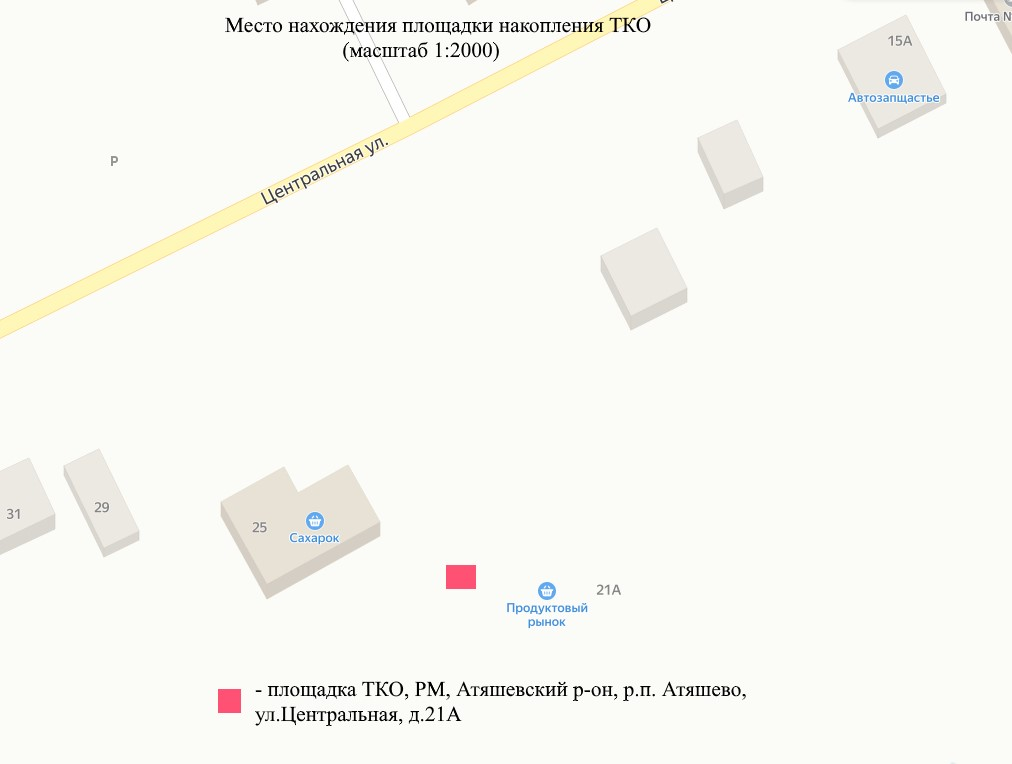 Место нахождения площадки накопления ТКО
(масштаб 1:2000)
Почта
15А
Автозапщастье
Р
Центральная ул.
31
29
25
Сахарок
21А
Продуктовый
рынок
- площадка ТКО, РМ, Атяшевский р-он, р.п. Атяшево,
ул.Центральная, д.21А